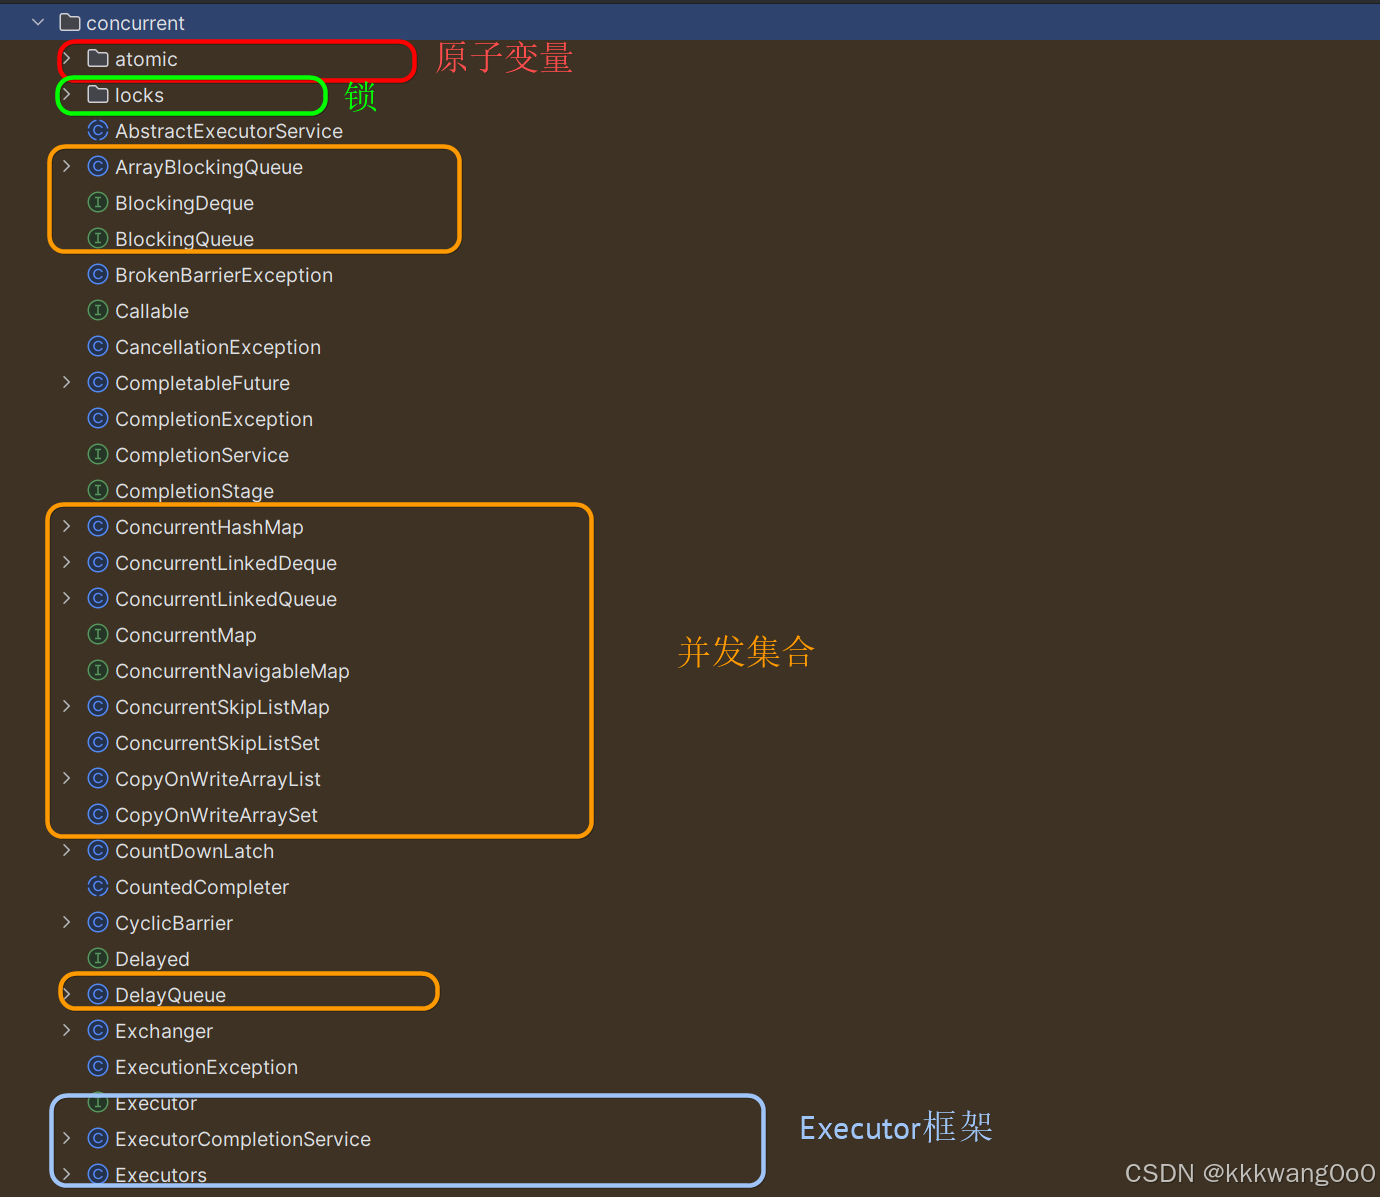 concurrent
atomic 原子变量
locks 锁
AbstractExecutorService
ArrayBlockingQueue
BlockingDeque
BlockingQueue
BrokenBarrierException
Callable
CancellationException
CompletableFuture
CompletionException
CompletionService
CompletionStage
ConcurrentHashMap
ConcurrentLinkedDeque
ConcurrentLinkedQueue
ConcurrentMap
并发集合
ConcurrentNavigableMap
ConcurrentSkipListMap
ConcurrentSkipListSet
CopyOnWriteArrayList
CopyOnWriteArraySet
CountDownLatch
CountedCompleter
CyclicBarrier
Delayed
DelayQueue
Exchanger
ExecutionException
Executor
Executor框架
ExecutorCompletionService
Executors
CSDN @kkkwang0o0